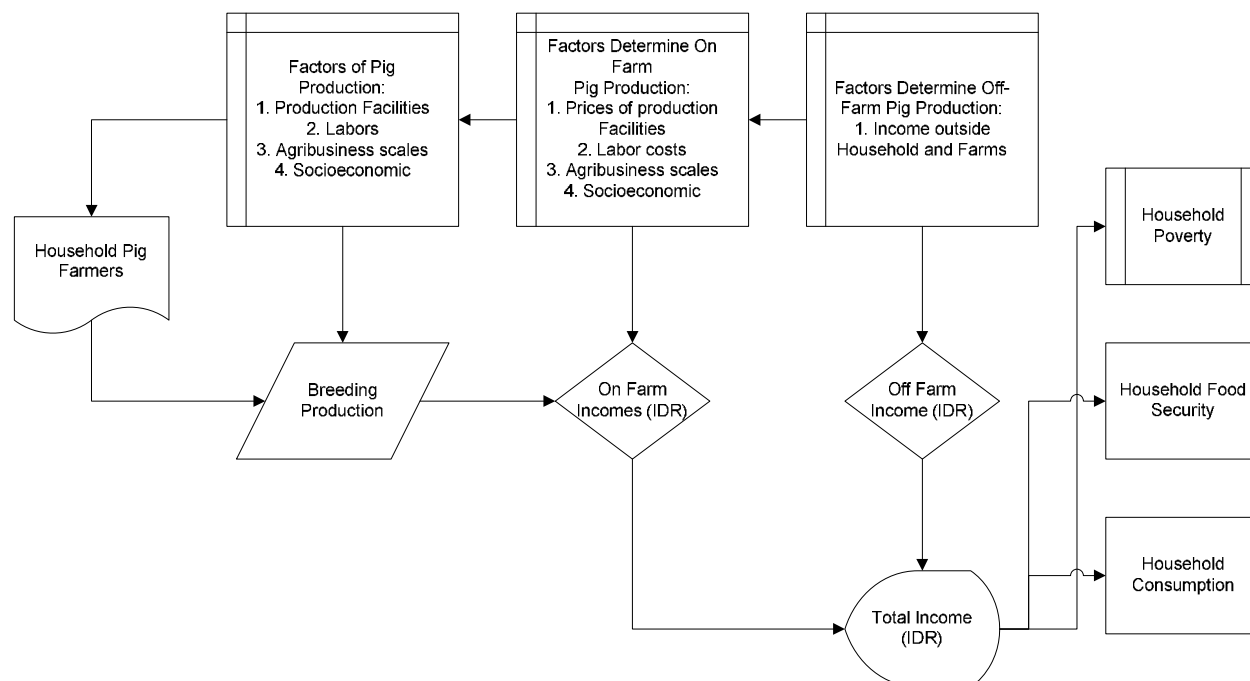 Factors of Pig
Production:
1. Production Facilities
2. Labors
3. Agribusiness scales
4. Socioeconomic
Factors Determine On
Farm
Pig Production:
1. Prices of production
Facilities
2. Labor costs
3. Agribusiness scales
4. Socioeconomic
Factors Determine Off-
Farm Pig Production:
1. Income outside
Household and Farms
Household
Poverty
Household Pig
Farmers
Breeding
Production
On Farm
Incomes (IDR)
Off Farm
Income (IDR)
Household Food
Security
Household
Consumption
Total Income
(IDR)